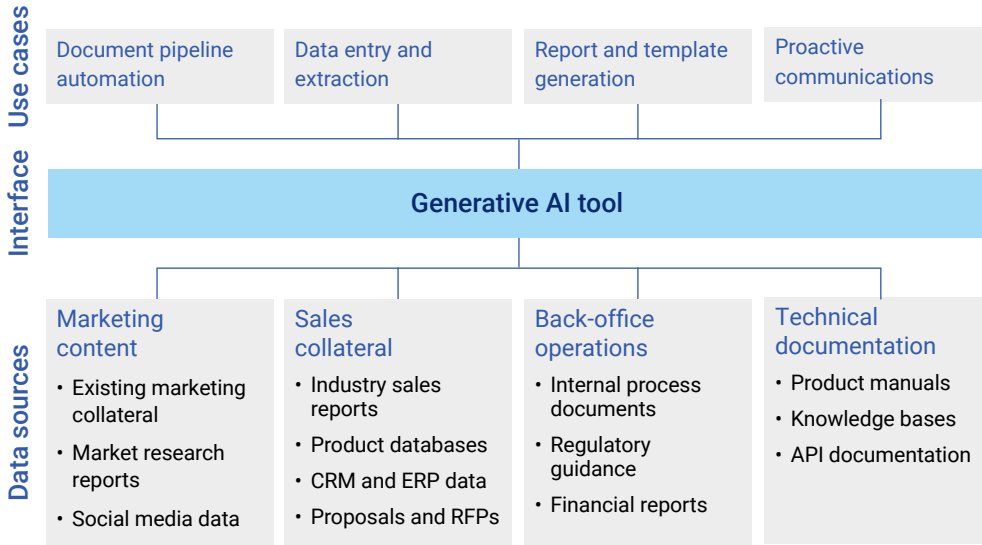 Use cases
Document pipeline
automation
Data entry and
extraction
Report and template
generation
Proactive
communications
Interface
Generative AI tool
Data sources
Marketing
content
• Existing marketing
collateral
• Market research
reports
• Social media data
Sales
collateral
• Industry sales
reports
• Product databases
• CRM and ERP data
• Proposals and RFPs
Back-office
operations
• Internal process
documents
• Regulatory
guidance
• Financial reports
Technical
documentation
• Product manuals
• Knowledge bases
• API documentation